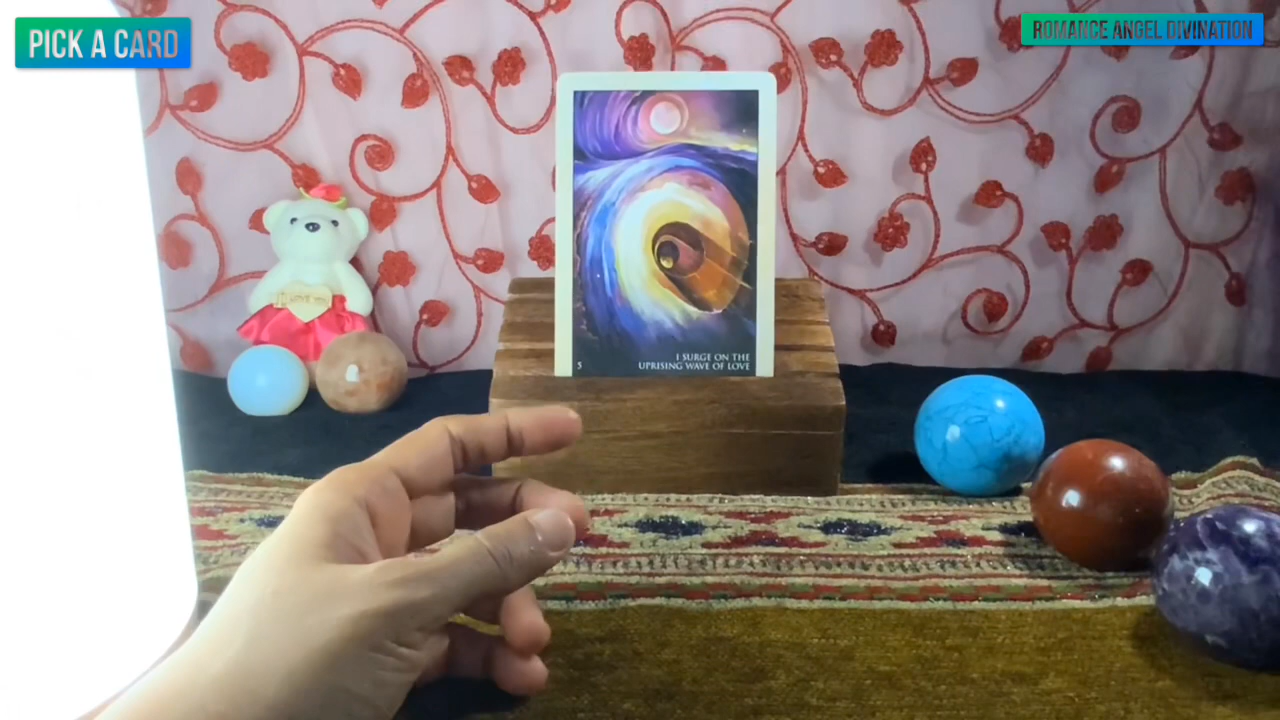 PICK A CARD
ROMANCE ANGEL DIVINATION
I SURGE ON THE
5
UPRISING WAVE OF LOVE